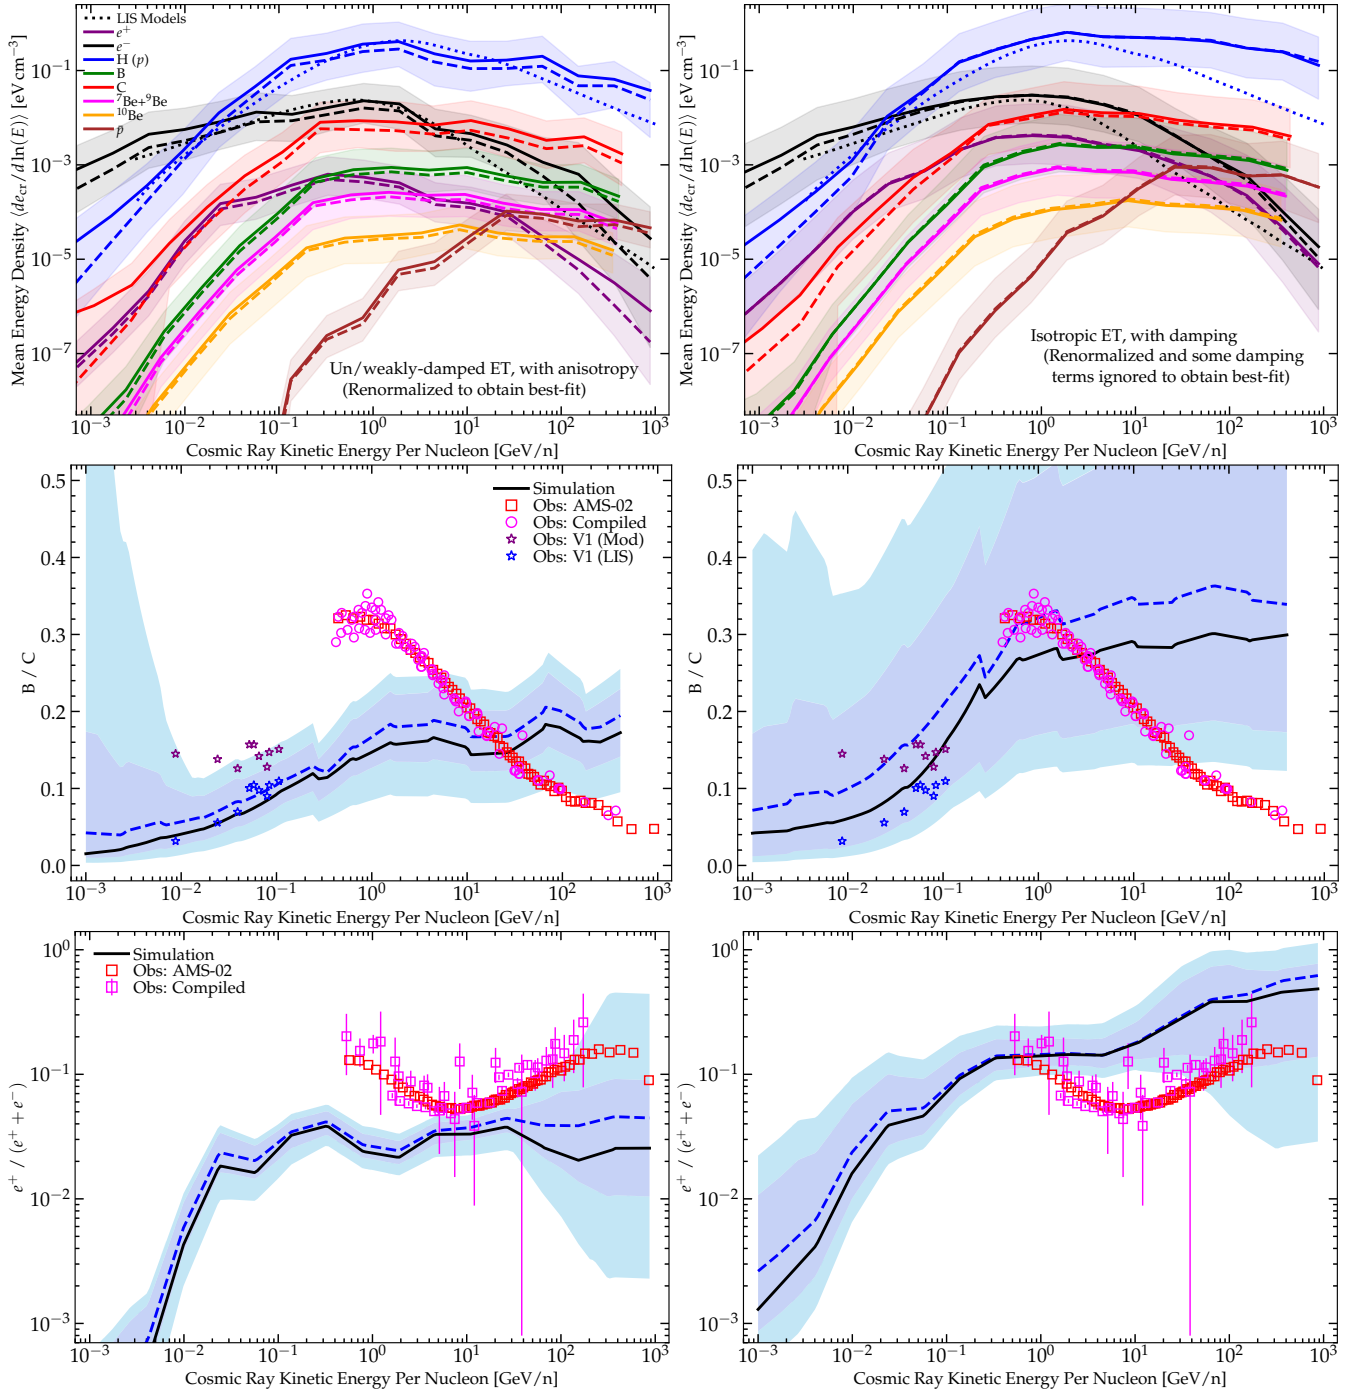 Mean Energy Density ⟨de_cr/dln(E)⟩ [eV cm⁻³]
10⁻¹
10⁻³
10⁻⁵
10⁻⁷
LIS Models
e⁺
e⁻
H (p)
B
C
⁷Be+⁹Be
¹⁰Be
p̄
Un/weakly-damped ET, with anisotropy
(Renormalized to obtain best-fit)
10⁻³ 10⁻² 10⁻¹ 10⁰ 10¹ 10² 10³
Cosmic Ray Kinetic Energy Per Nucleon [GeV/n]
Mean Energy Density ⟨de_cr/dln(E)⟩ [eV cm⁻³]
10⁻¹
10⁻³
10⁻⁵
10⁻⁷
Isotropic ET, with damping
(Renormalized and some damping
terms ignored to obtain best-fit)
10⁻³ 10⁻² 10⁻¹ 10⁰ 10¹ 10² 10³
Cosmic Ray Kinetic Energy Per Nucleon [GeV/n]
B / C
0.5
0.4
0.3
0.2
0.1
0.0
Simulation
Obs: AMS-02
Obs: Compiled
Obs: V1 (Mod)
Obs: V1 (LIS)
10⁻³ 10⁻² 10⁻¹ 10⁰ 10¹ 10² 10³
Cosmic Ray Kinetic Energy Per Nucleon [GeV/n]
B / C
0.5
0.4
0.3
0.2
0.1
0.0
10⁻³ 10⁻² 10⁻¹ 10⁰ 10¹ 10² 10³
Cosmic Ray Kinetic Energy Per Nucleon [GeV/n]
e⁺ / (e⁺ + e⁻)
10⁰
10⁻¹
10⁻²
10⁻³
Simulation
Obs: AMS-02
Obs: Compiled
10⁻³ 10⁻² 10⁻¹ 10⁰ 10¹ 10² 10³
Cosmic Ray Kinetic Energy Per Nucleon [GeV/n]
e⁺ / (e⁺ + e⁻)
10⁰
10⁻¹
10⁻²
10⁻³
10⁻³ 10⁻² 10⁻¹ 10⁰ 10¹ 10² 10³
Cosmic Ray Kinetic Energy Per Nucleon [GeV/n]